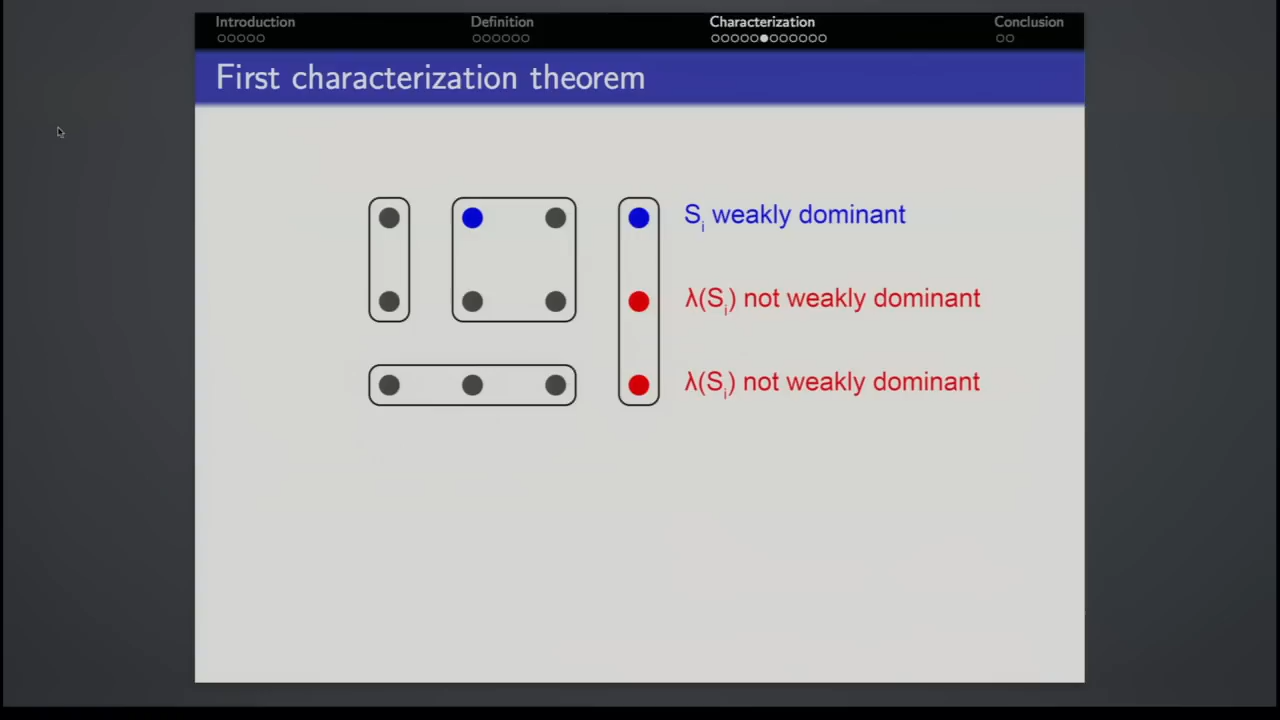 Introduction Definition Characterization Conclusion
First characterization theorem
Si weakly dominant
λ(Si) not weakly dominant
λ(Si) not weakly dominant